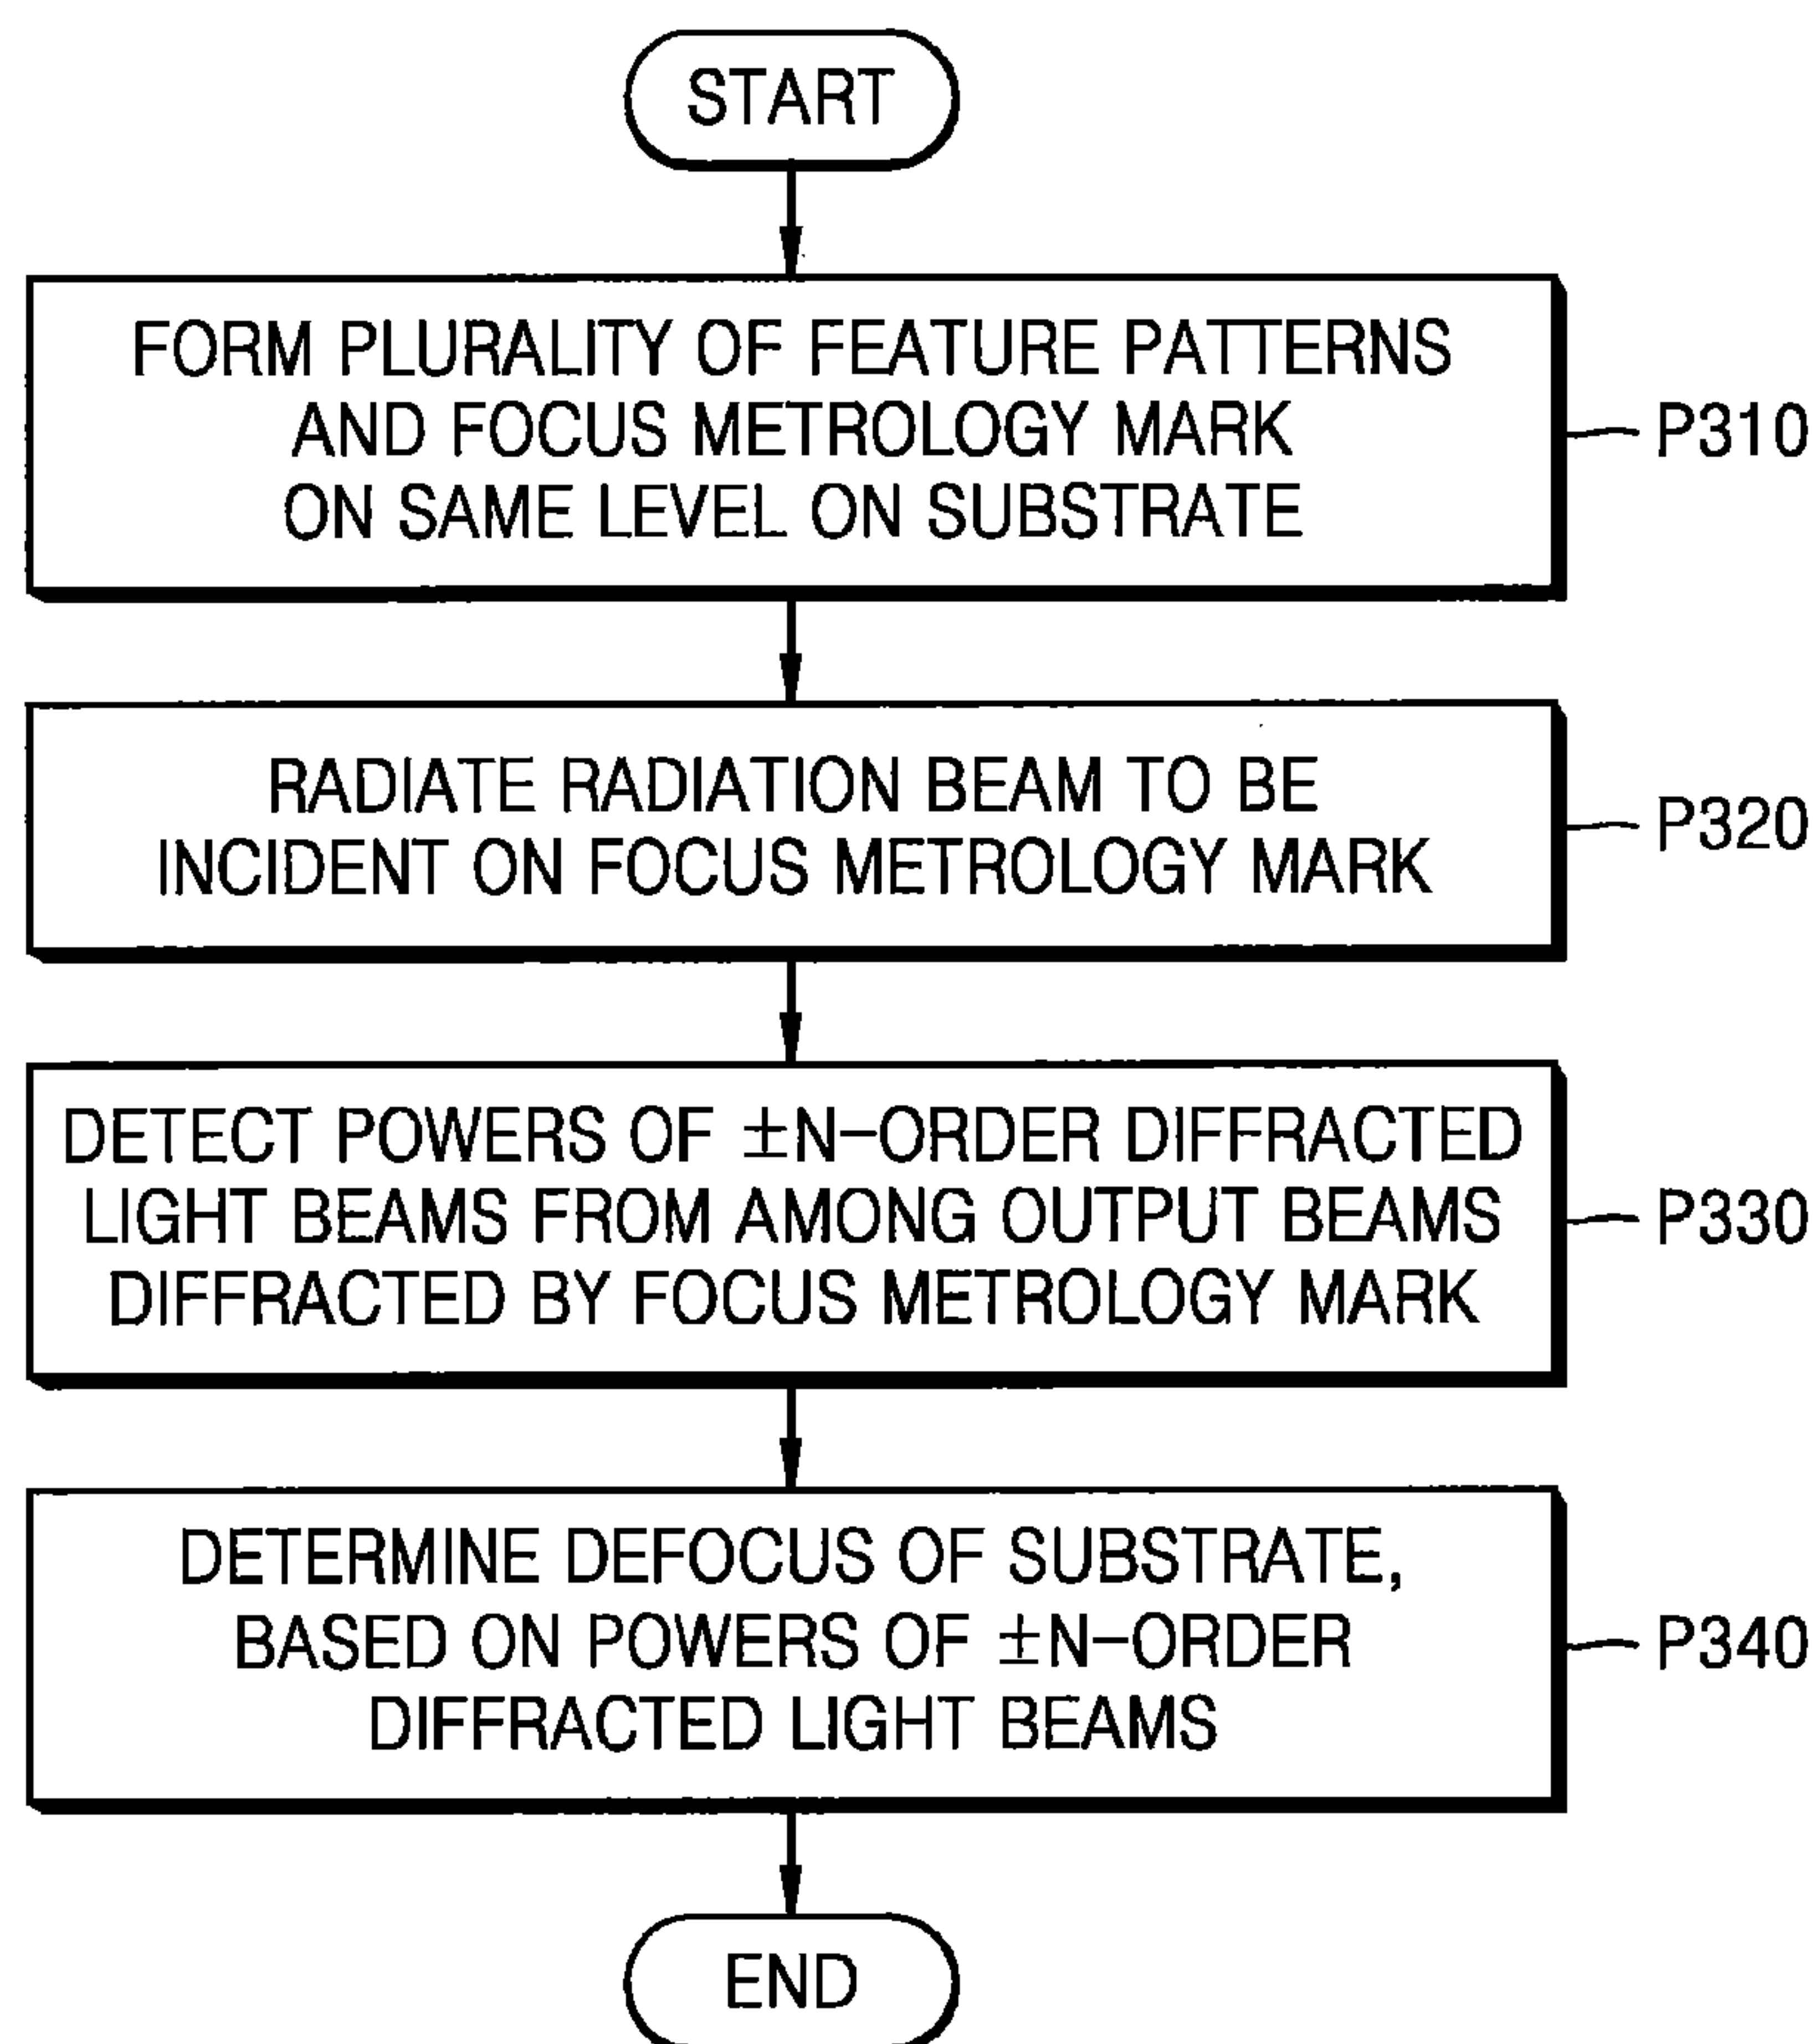 START
FORM PLURALITY OF FEATURE PATTERNS
AND FOCUS METROLOGY MARK
ON SAME LEVEL ON SUBSTRATE
P310
RADIATE RADIATION BEAM TO BE
INCIDENT ON FOCUS METROLOGY MARK
P320
DETECT POWERS OF ±N-ORDER DIFFRACTED
LIGHT BEAMS FROM AMONG OUTPUT BEAMS
DIFFRACTED BY FOCUS METROLOGY MARK
P330
DETERMINE DEFOCUS OF SUBSTRATE,
BASED ON POWERS OF ±N-ORDER
DIFFRACTED LIGHT BEAMS
P340
END